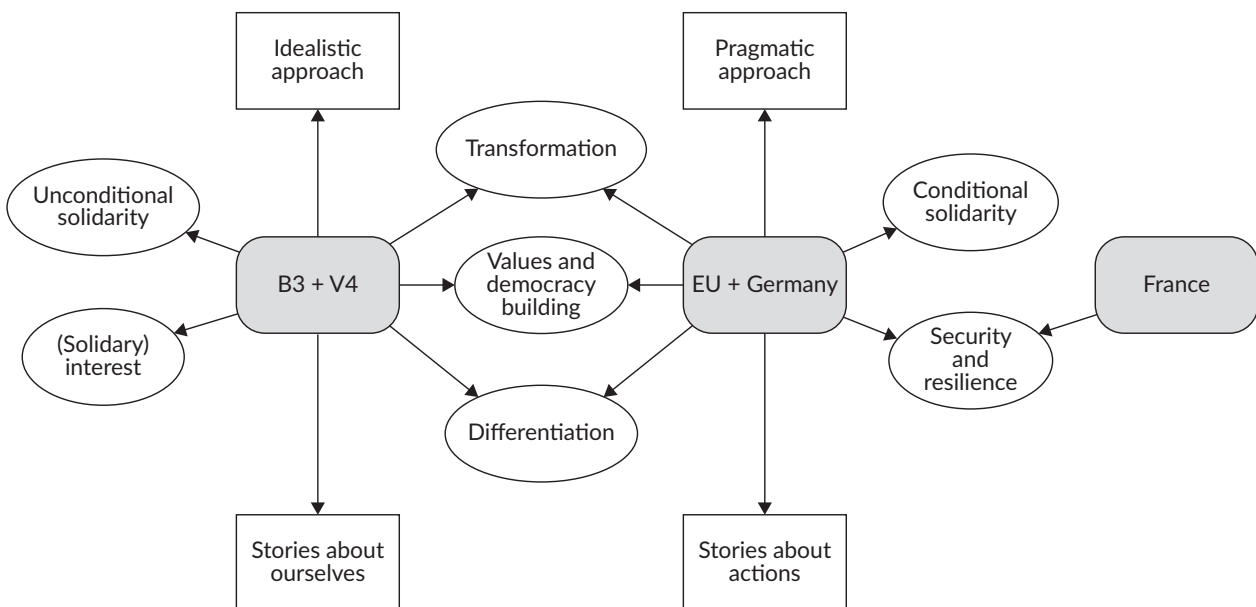 Idealistic
approach
Pragmatic
approach
Transformation
Unconditional
solidarity
Conditional
solidarity
B3 + V4
Values and
democracy
building
EU + Germany
France
(Solidary)
interest
Security
and
resilience
Differentiation
Stories about
ourselves
Stories about
actions